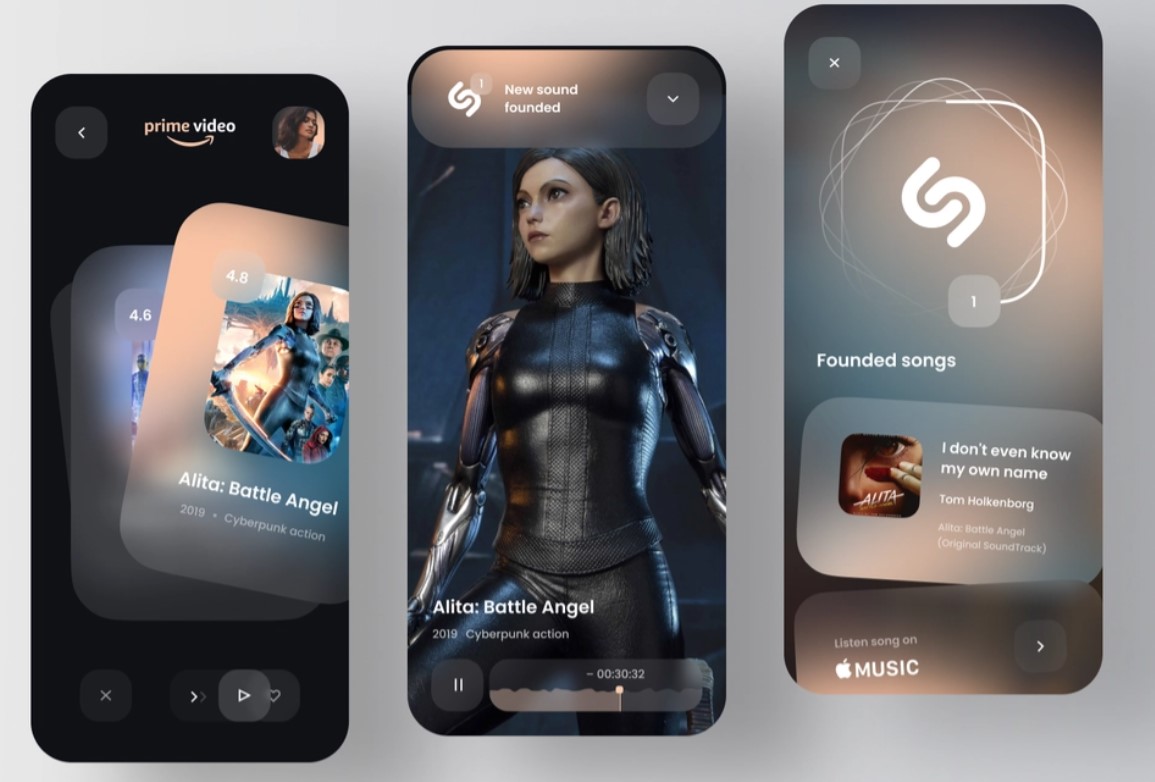 prime video
4.6
4.8
Alita: Battle Angel
2019 • Cyberpunk action
1
New sound
founded
Alita: Battle Angel
2019 Cyberpunk action
– 00:30:32
1
Founded songs
ALITA
I don't even know
my own name
Tom Holkenborg
Alita: Battle Angel
(Original SoundTrack)
Listen song on
MUSIC